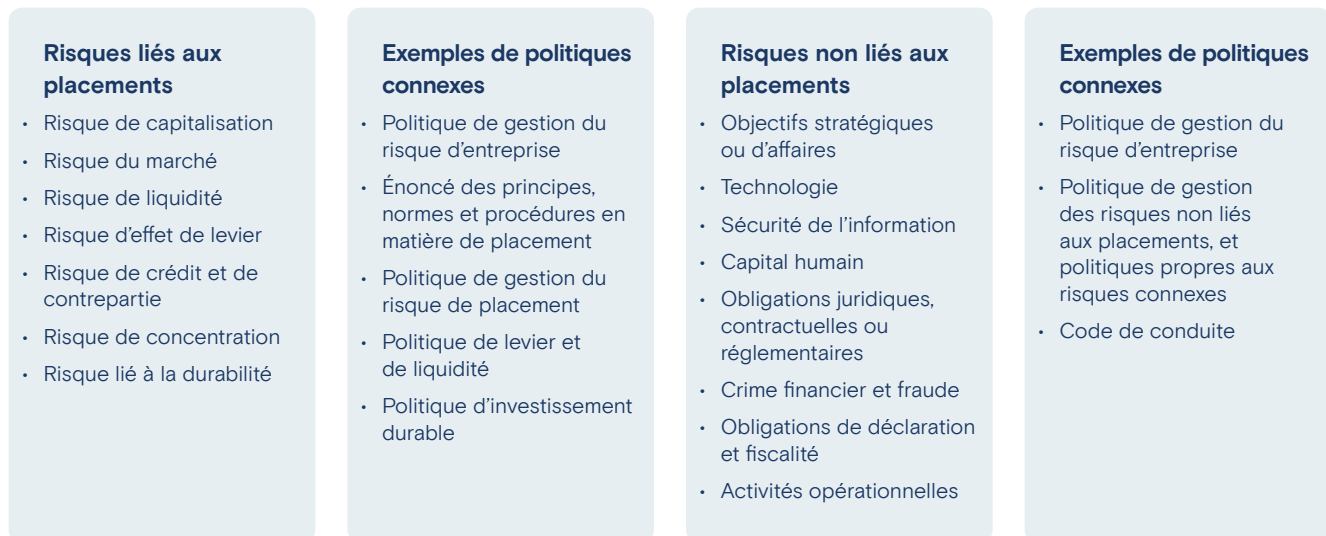 Risques liés aux
placements
• Risque de capitalisation
• Risque du marché
• Risque de liquidité
• Risque d’effet de levier
• Risque de crédit et de
contrepartie
• Risque de concentration
• Risque lié à la durabilité
Exemples de politiques
connexes
• Politique de gestion du
risque d’entreprise
• Énoncé des principes,
normes et procédures en
matière de placement
• Politique de gestion du
risque de placement
• Politique de levier et
de liquidité
• Politique d’investissement
durable
Risques non liés aux
placements
• Objectifs stratégiques
ou d’affaires
• Technologie
• Sécurité de l’information
• Capital humain
• Obligations juridiques,
contractuelles ou
réglementaires
• Crime financier et fraude
• Obligations de déclaration
et fiscalité
• Activités opérationnelles
Exemples de politiques
connexes
• Politique de gestion du
risque d’entreprise
• Politique de gestion
des risques non liés
aux placements, et
politiques propres aux
risques connexes
• Code de conduite